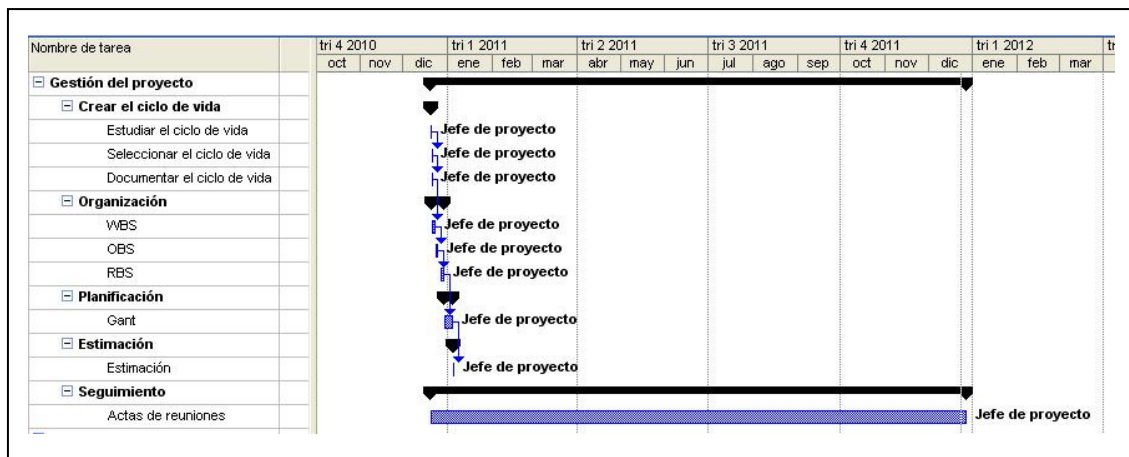 Nombre de tarea
tri 4 2010 tri 1 2011 tri 2 2011 tri 3 2011 tri 4 2011 tri 1 2012
oct nov dic ene feb mar abr may jun jul ago sep oct nov dic ene feb mar
Gestión del proyecto
Crear el ciclo de vida
Estudiar el ciclo de vida Jefe de proyecto
Seleccionar el ciclo de vida Jefe de proyecto
Documentar el ciclo de vida Jefe de proyecto
Organización
WBS Jefe de proyecto
OBS Jefe de proyecto
RBS Jefe de proyecto
Planificación
Gant Jefe de proyecto
Estimación
Estimación Jefe de proyecto
Seguimiento
Actas de reuniones Jefe de proyecto